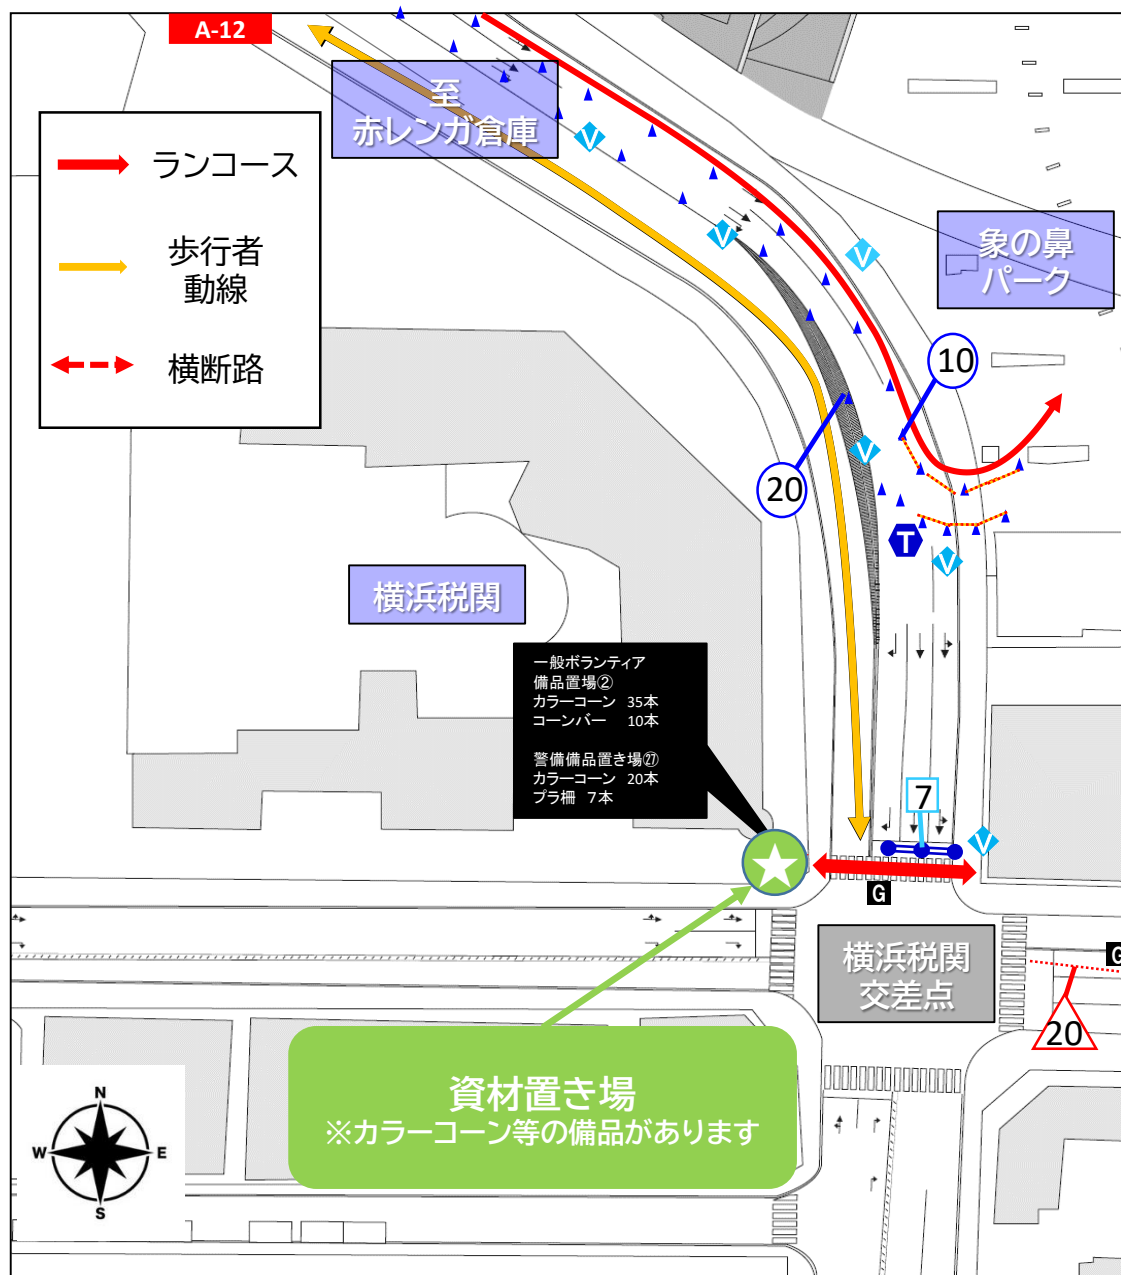 A-12
至
赤レンガ倉庫
ランコース
歩行者
動線
横断路
V
V
V
象の鼻
パーク
10
20
V
T
V
横浜税関
一般ボランティア
備品置場②
カラーコーン 35本
コーンバー 10本
警備備品置き場㉗
カラーコーン 20本
プラ柵 7本
7
V
G
横浜税関
交差点
G
20
資材置き場
※カラーコーン等の備品があります
N
W
E
S